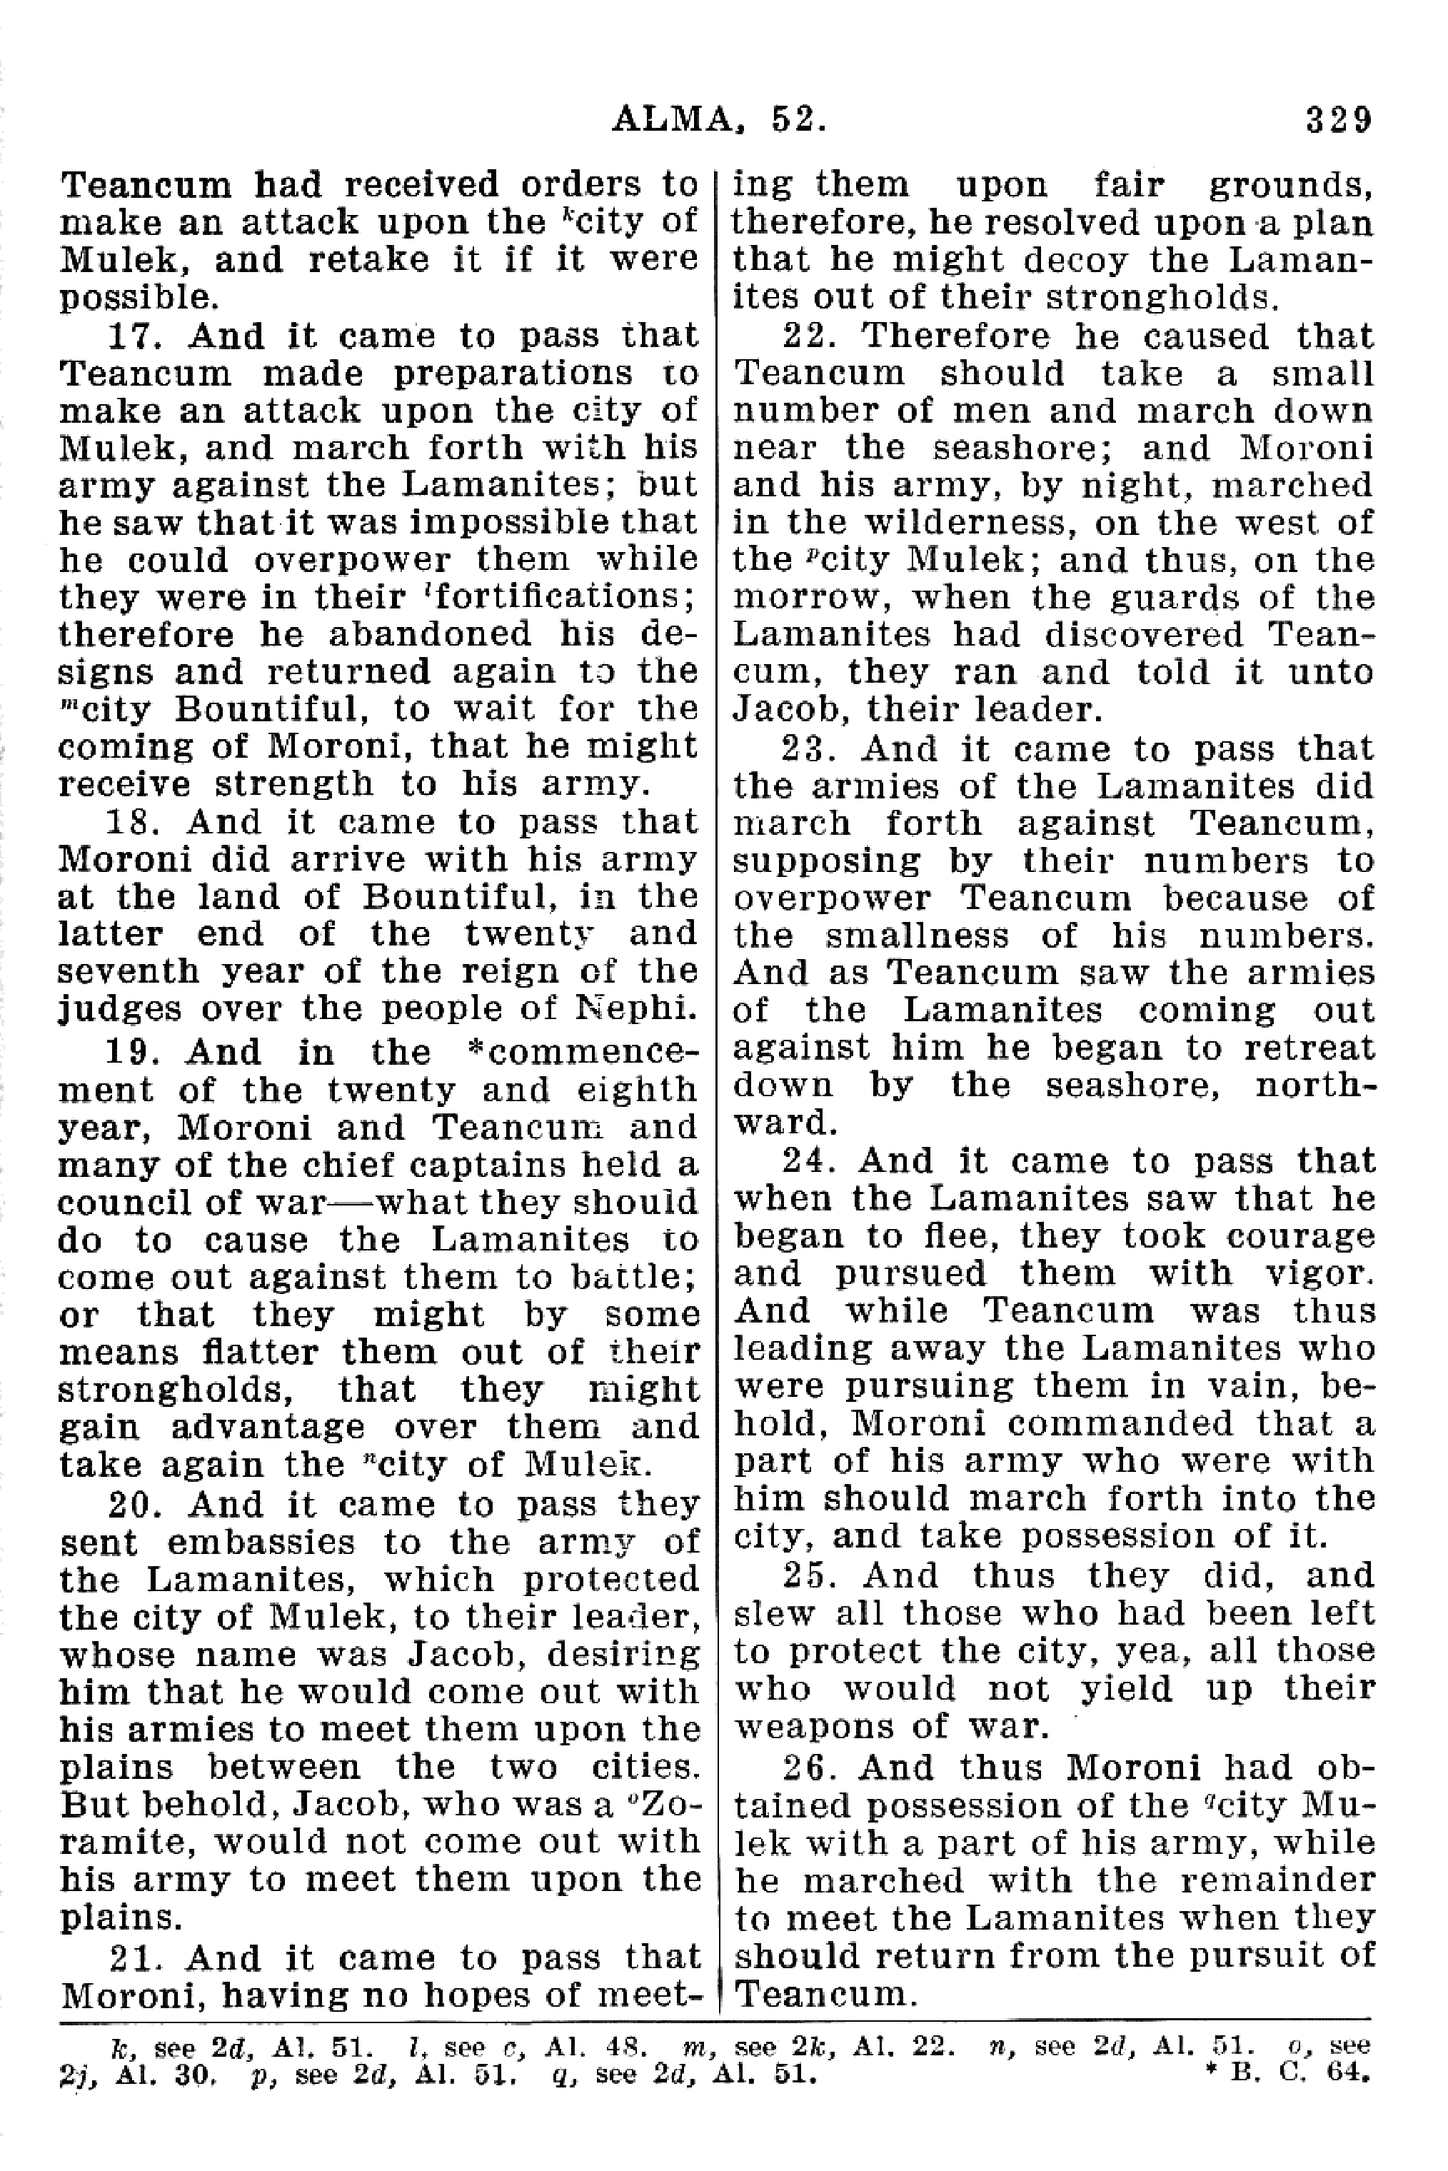 ALMA, 52.
329
Teancum had received orders to
make an attack upon the kcity of
Mulek, and retake it if it were
possible.
17. And it came to pass that
Teancum made preparations to
make an attack upon the city of
Mulek, and march forth with his
army against the Lamanites; but
he saw that it was impossible that
he could overpower them while
they were in their lfortifications;
therefore he abandoned his de-
signs and returned again to the
mcity Bountiful, to wait for the
coming of Moroni, that he might
receive strength to his army.
18. And it came to pass that
Moroni did arrive with his army
at the land of Bountiful, in the
latter end of the twenty and
seventh year of the reign of the
judges over the people of Nephi.
19. And in the *commence-
ment of the twenty and eighth
year, Moroni and Teancum and
many of the chief captains held a
council of war—what they should
do to cause the Lamanites to
come out against them to battle;
or that they might by some
means flatter them out of their
strongholds, that they might
gain advantage over them and
take again the ncity of Mulek.
20. And it came to pass they
sent embassies to the army of
the Lamanites, which protected
the city of Mulek, to their leader,
whose name was Jacob, desiring
him that he would come out with
his armies to meet them upon the
plains between the two cities.
But behold, Jacob, who was a oZo-
ramite, would not come out with
his army to meet them upon the
plains.
21. And it came to pass that
Moroni, having no hopes of meet-
ing them upon fair grounds,
therefore, he resolved upon a plan
that he might decoy the Laman-
ites out of their strongholds.
22. Therefore he caused that
Teancum should take a small
number of men and march down
near the seashore; and Moroni
and his army, by night, marched
in the wilderness, on the west of
the pcity Mulek; and thus, on the
morrow, when the guards of the
Lamanites had discovered Tean-
cum, they ran and told it unto
Jacob, their leader.
23. And it came to pass that
the armies of the Lamanites did
march forth against Teancum,
supposing by their numbers to
overpower Teancum because of
the smallness of his numbers.
And as Teancum saw the armies
of the Lamanites coming out
against him he began to retreat
down by the seashore, north-
ward.
24. And it came to pass that
when the Lamanites saw that he
began to flee, they took courage
and pursued them with vigor.
And while Teancum was thus
leading away the Lamanites who
were pursuing them in vain, be-
hold, Moroni commanded that a
part of his army who were with
him should march forth into the
city, and take possession of it.
25. And thus they did, and
slew all those who had been left
to protect the city, yea, all those
who would not yield up their
weapons of war.
26. And thus Moroni had ob-
tained possession of the qcity Mu-
lek with a part of his army, while
he marched with the remainder
to meet the Lamanites when they
should return from the pursuit of
Teancum.
k, see 2d, Al. 51. l, see c, Al. 48. m, see 2k, Al. 22. n, see 2d, Al. 51. o, see
2j, Al. 30. p, see 2d, Al. 51. q, see 2d, Al. 51. * B. C. 64.